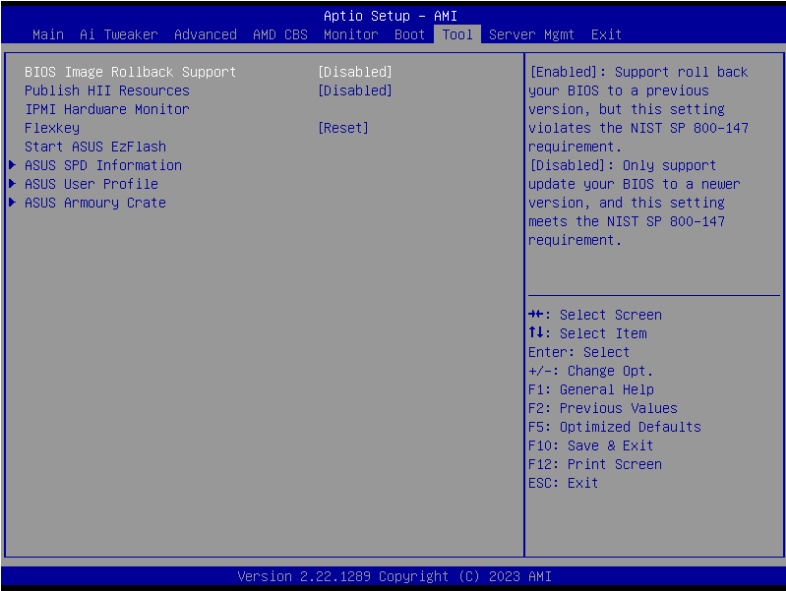 Aptio Setup – AMI
Main Ai Tweaker Advanced AMD CBS Monitor Boot Tool Server Mgmt Exit
BIOS Image Rollback Support [Disabled]
Publish HII Resources [Disabled]
IPMI Hardware Monitor
Flexkey [Reset]
Start ASUS EzFlash
ASUS SPD Information
ASUS User Profile
ASUS Armoury Crate
[Enabled]: Support roll back
your BIOS to a previous
version, but this setting
violates the NIST SP 800-147
requirement.
[Disabled]: Only support
update your BIOS to a newer
version, and this setting
meets the NIST SP 800-147
requirement.
→←: Select Screen
↑↓: Select Item
Enter: Select
+/-: Change Opt.
F1: General Help
F2: Previous Values
F5: Optimized Defaults
F10: Save & Exit
F12: Print Screen
ESC: Exit
Version 2.22.1289 Copyright (C) 2023 AMI